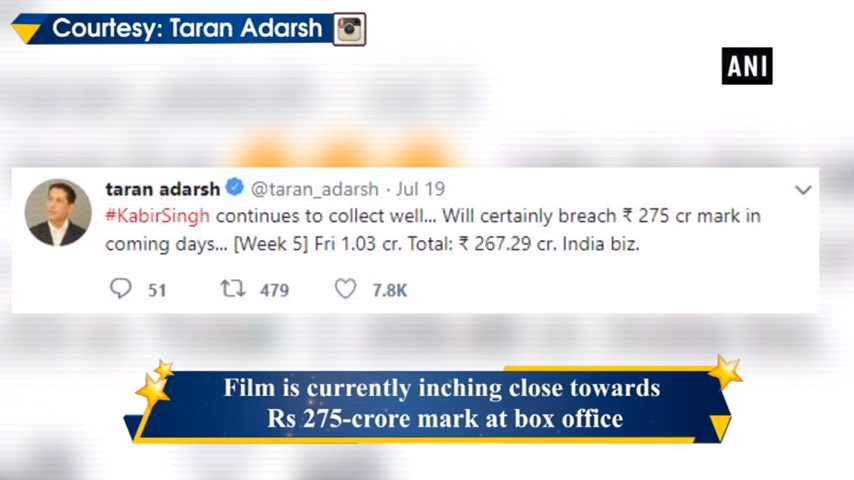 Courtesy: Taran Adarsh
ANI
taran adarsh @taran_adarsh · Jul 19
#KabirSingh continues to collect well... Will certainly breach ₹ 275 cr mark in
coming days... [Week 5] Fri 1.03 cr. Total: ₹ 267.29 cr. India biz.
51 479 7.8K
Film is currently inching close towards
Rs 275-crore mark at box office